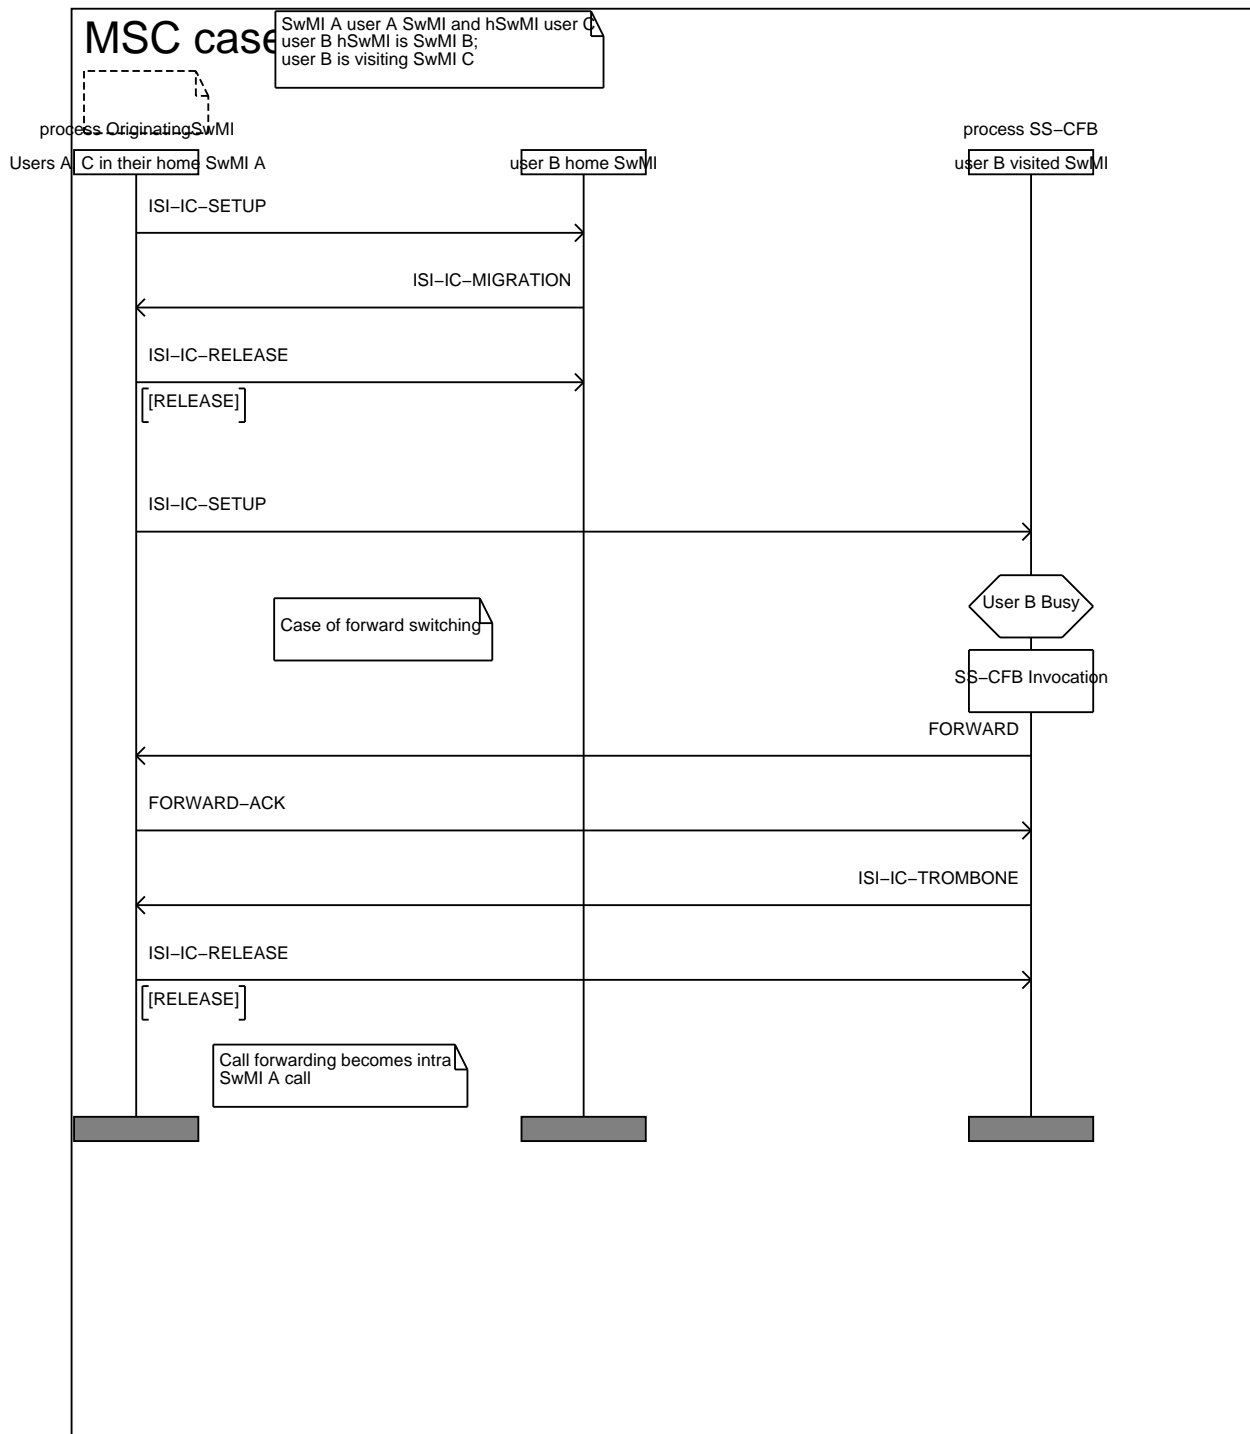 MSC case
SwMI A user A SwMI and hSwMI user C
user B hSwMI is SwMI B;
user B is visiting SwMI C
process OriginatingSwMI
process SS–CFB
Users A, C in their home SwMI A
user B home SwMI
user B visited SwMI
ISI–IC–SETUP
ISI–IC–MIGRATION
ISI–IC–RELEASE
[RELEASE]
ISI–IC–SETUP
User B Busy
Case of forward switching
SS–CFB Invocation
FORWARD
FORWARD–ACK
ISI–IC–TROMBONE
ISI–IC–RELEASE
[RELEASE]
Call forwarding becomes intra
SwMI A call